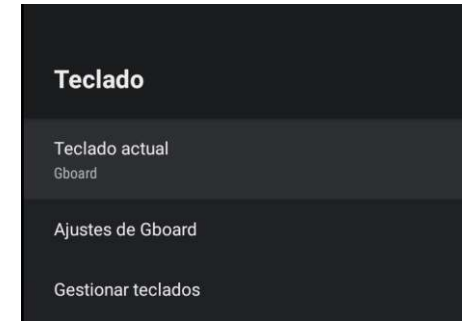 Teclado
Teclado actual
Gboard
Ajustes de Gboard
Gestionar teclados